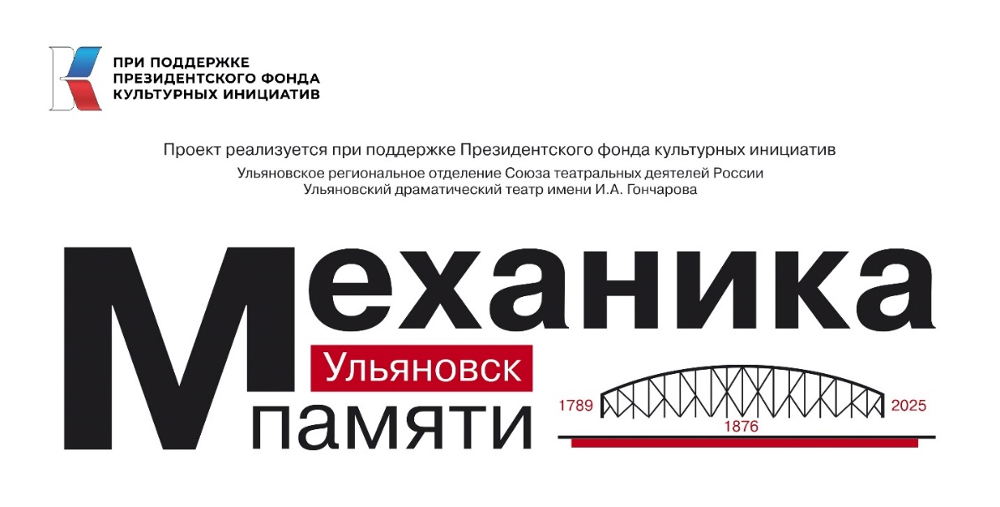 ПРИ ПОДДЕРЖКЕ
ПРЕЗИДЕНТСКОГО ФОНДА
КУЛЬТУРНЫХ ИНИЦИАТИВ
Проект реализуется при поддержке Президентского фонда культурных инициатив
Ульяновское региональное отделение Союза театральных деятелей России
Ульяновский драматический театр имени И.А. Гончарова
Механика
Ульяновск
памяти
1789
1876
2025